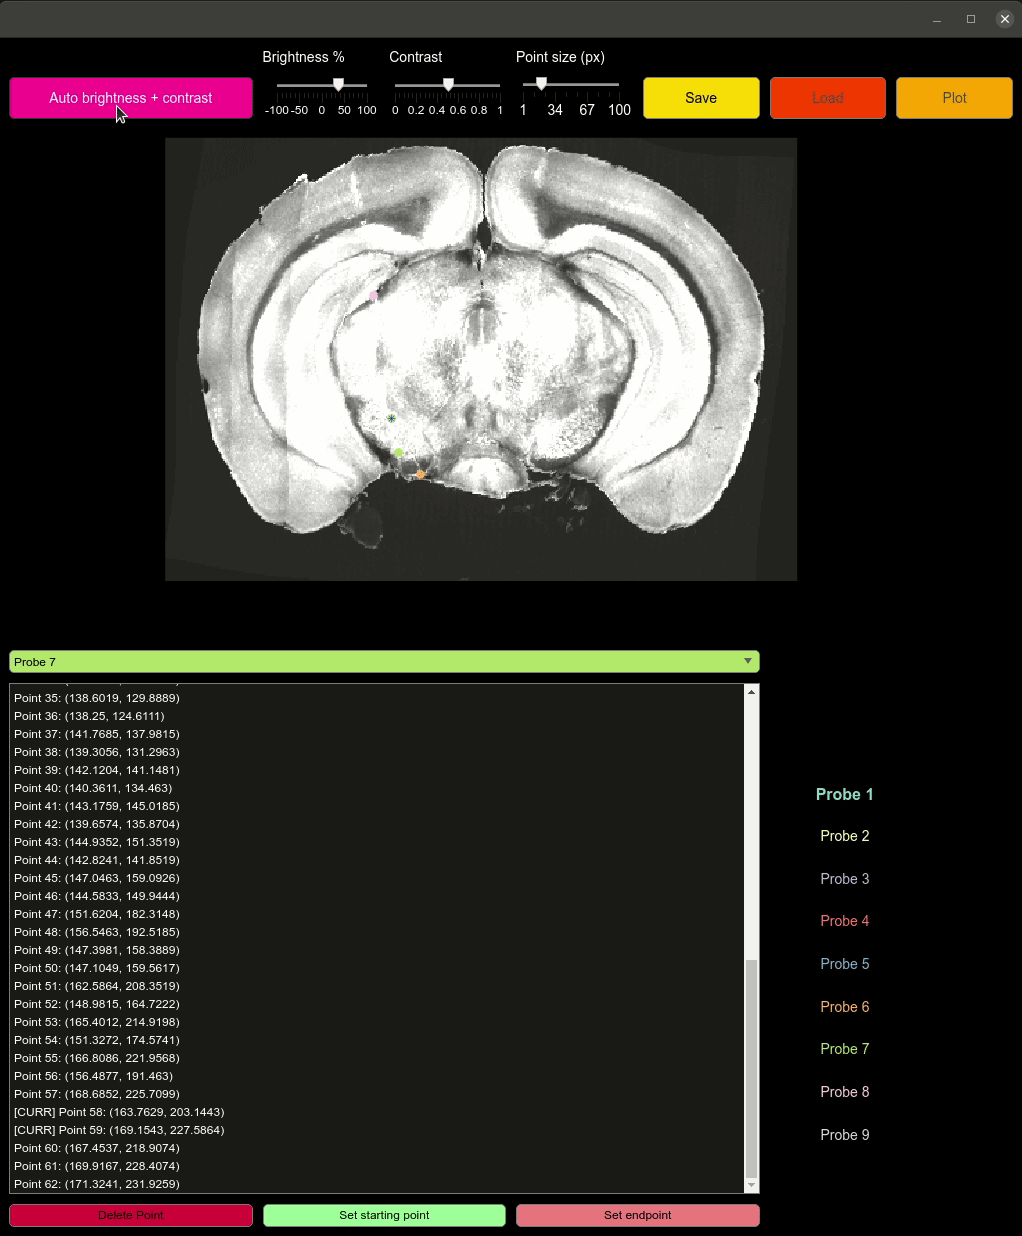 Brightness %
Contrast
Point size (px)
Auto brightness + contrast
-100 -50 0 50 100
0 0.2 0.4 0.6 0.8 1
1 34 67 100
Save
Load
Plot
Probe 7
Point 35: (138.6019, 129.8889)
Point 36: (138.25, 124.6111)
Point 37: (141.7685, 137.9815)
Point 38: (139.3056, 131.2963)
Point 39: (142.1204, 141.1481)
Point 40: (140.3611, 134.463)
Point 41: (143.1759, 145.0185)
Point 42: (139.6574, 135.8704)
Point 43: (144.9352, 151.3519)
Point 44: (142.8241, 141.8519)
Point 45: (147.0463, 159.0926)
Point 46: (144.5833, 149.9444)
Point 47: (151.6204, 182.3148)
Point 48: (156.5463, 192.5185)
Point 49: (147.3981, 158.3889)
Point 50: (147.1049, 159.5617)
Point 51: (162.5864, 208.3519)
Point 52: (148.9815, 164.7222)
Point 53: (165.4012, 214.9198)
Point 54: (151.3272, 174.5741)
Point 55: (166.8086, 221.9568)
Point 56: (156.4877, 191.463)
Point 57: (168.6852, 225.7099)
[CURR] Point 58: (163.7629, 203.1443)
[CURR] Point 59: (169.1543, 227.5864)
Point 60: (167.4537, 218.9074)
Point 61: (169.9167, 228.4074)
Point 62: (171.3241, 231.9259)
Probe 1
Probe 2
Probe 3
Probe 4
Probe 5
Probe 6
Probe 7
Probe 8
Probe 9
Delete Point
Set starting point
Set endpoint